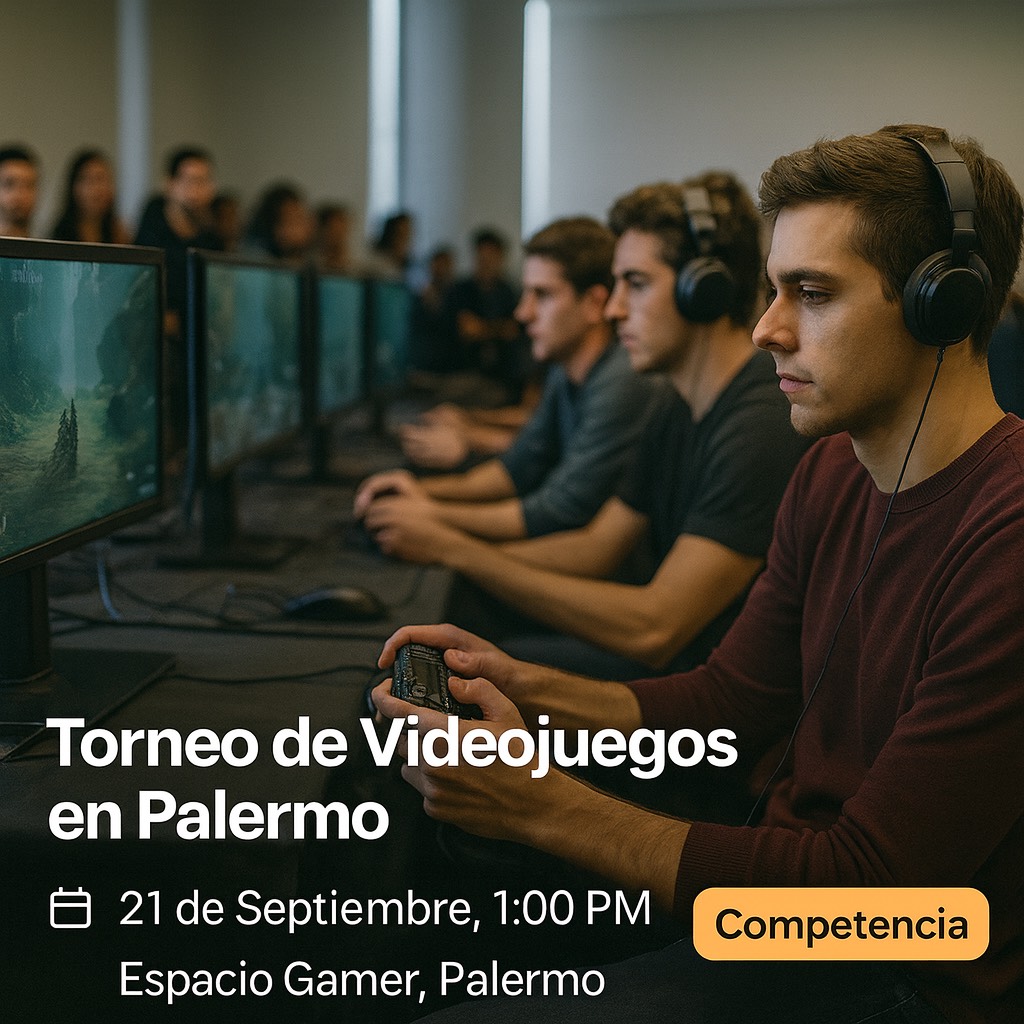 Torneo de Videojuegos
en Palermo
21 de Septiembre, 1:00 PM
Espacio Gamer, Palermo
Competencia